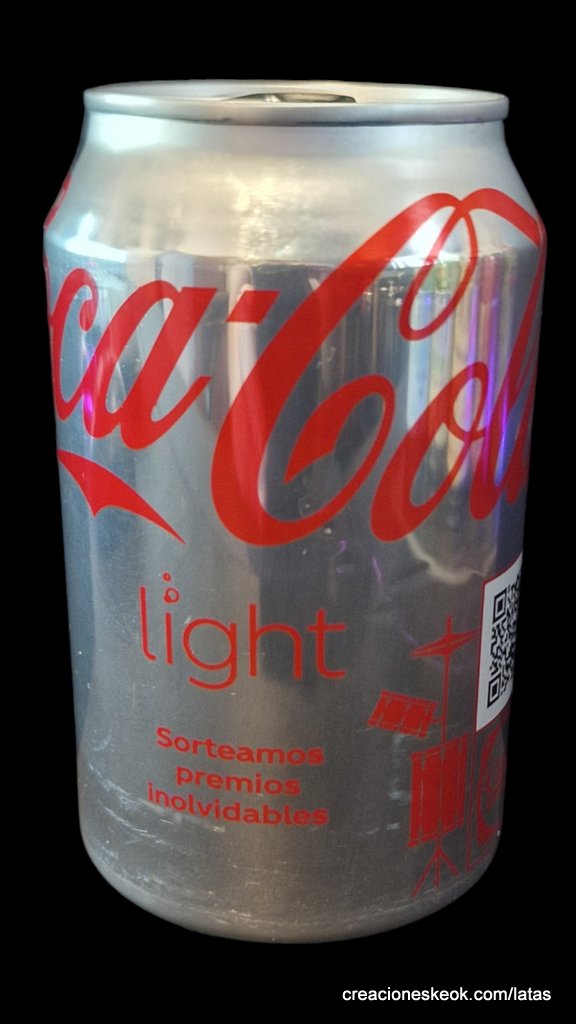 Coca-Cola
light
Sorteamos
premios
inolvidables
creacioneskeok.com/latas